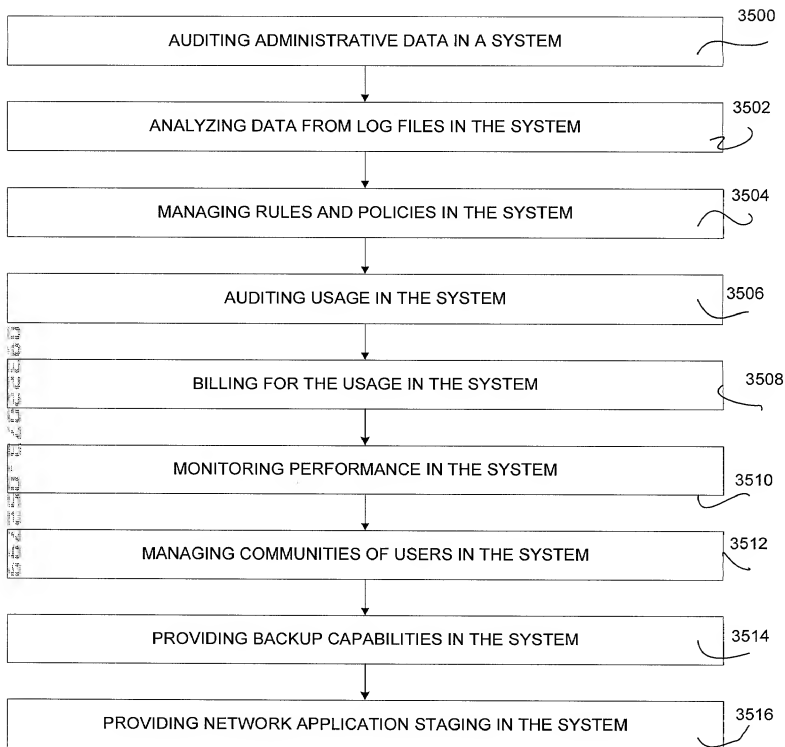 3500
AUDITING ADMINISTRATIVE DATA IN A SYSTEM
3502
ANALYZING DATA FROM LOG FILES IN THE SYSTEM
3504
MANAGING RULES AND POLICIES IN THE SYSTEM
3506
AUDITING USAGE IN THE SYSTEM
3508
BILLING FOR THE USAGE IN THE SYSTEM
MONITORING PERFORMANCE IN THE SYSTEM
3510
3512
MANAGING COMMUNITIES OF USERS IN THE SYSTEM
3514
PROVIDING BACKUP CAPABILITIES IN THE SYSTEM
3516
PROVIDING NETWORK APPLICATION STAGING IN THE SYSTEM